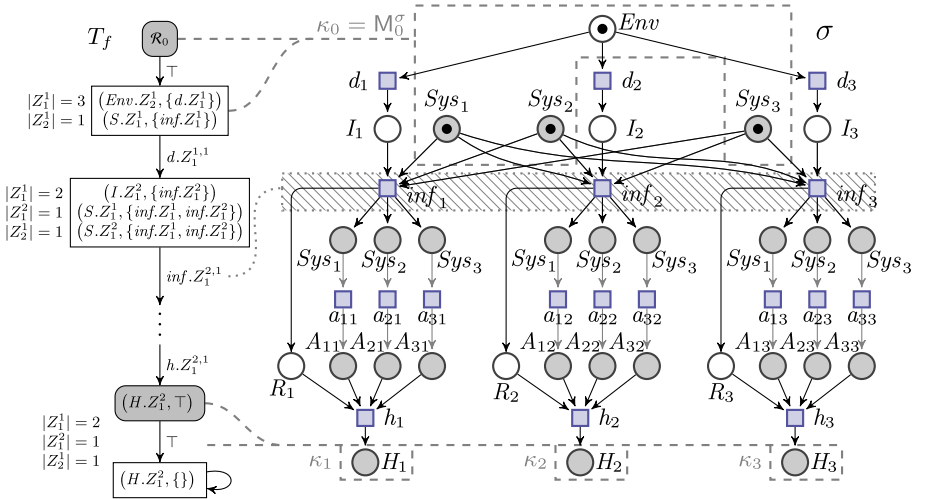 T_f
R_0
κ_0 = M_0^σ
Env
σ
⊤
d_1
d_2
d_3
|Z_1^1| = 3
|Z_2^1| = 1
(Env.Z_2^1, {d.Z_1^1})
(S.Z_1^1, {inf.Z_1^1})
Sys_1
Sys_2
Sys_3
I_1
I_2
I_3
d.Z_1^{1,1}
|Z_1^1| = 2
|Z_1^2| = 1
|Z_2^1| = 1
(I.Z_1^2, {inf.Z_1^2})
(S.Z_1^1, {inf.Z_1^1, inf.Z_1^2})
(S.Z_1^2, {inf.Z_1^1, inf.Z_1^2})
inf_1
inf_2
inf_3
inf.Z_1^{2,1}
Sys_1
Sys_2
Sys_3
Sys_1
Sys_2
Sys_3
Sys_1
Sys_2
Sys_3
a_11
a_21
a_31
a_12
a_22
a_32
a_13
a_23
a_33
h.Z_1^{2,1}
A_11
A_21
A_31
A_12
A_22
A_32
A_13
A_23
A_33
R_1
R_2
R_3
(H.Z_1^2, ⊤)
h_1
h_2
h_3
|Z_1^1| = 2
|Z_1^2| = 1
|Z_2^1| = 1
⊤
κ_1
H_1
κ_2
H_2
κ_3
H_3
(H.Z_1^2, {})